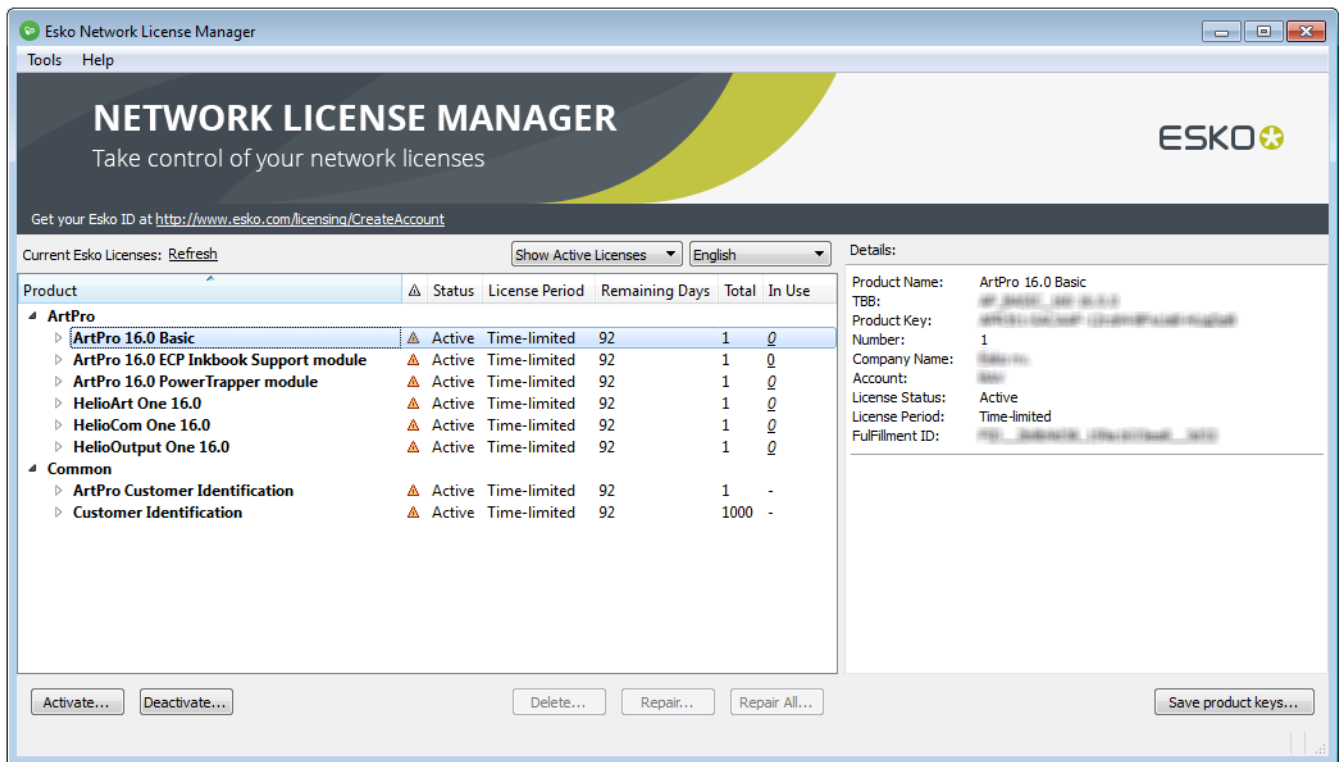 Esko Network License Manager
Tools Help
NETWORK LICENSE MANAGER
Take control of your network licenses
ESKO
Get your Esko ID at http://www.esko.com/licensing/CreateAccount
Current Esko Licenses: Refresh Show Active Licenses English
Product Status License Period Remaining Days Total In Use
ArtPro
ArtPro 16.0 Basic Active Time-limited 92 1 0
ArtPro 16.0 ECP Inkbook Support module Active Time-limited 92 1 0
ArtPro 16.0 PowerTrapper module Active Time-limited 92 1 0
HelioArt One 16.0 Active Time-limited 92 1 0
HelioCom One 16.0 Active Time-limited 92 1 0
HelioOutput One 16.0 Active Time-limited 92 1 0
Common
ArtPro Customer Identification Active Time-limited 92 1 -
Customer Identification Active Time-limited 92 1000 -
Details:
Product Name: ArtPro 16.0 Basic
TBB:
Product Key:
Number: 1
Company Name:
Account:
License Status: Active
License Period: Time-limited
FulFillment ID:
Activate... Deactivate... Delete... Repair... Repair All... Save product keys...